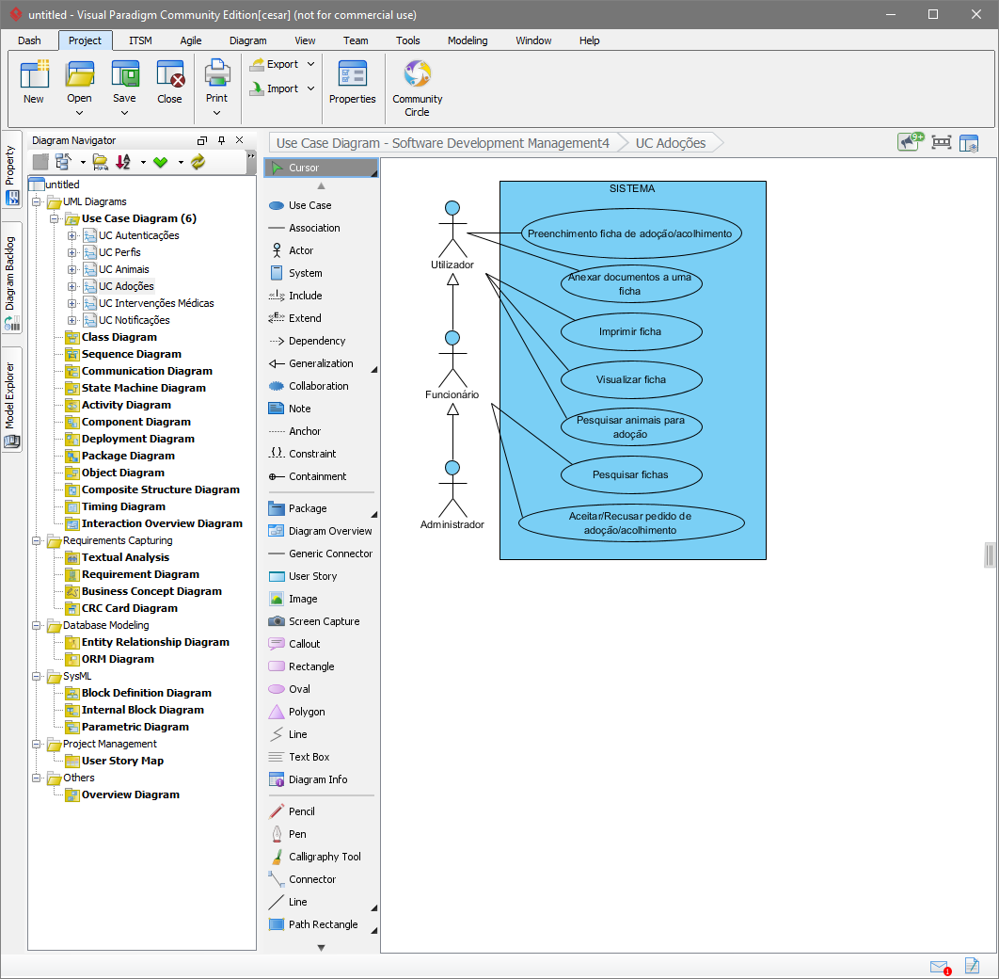 untitled - Visual Paradigm Community Edition[cesar] (not for commercial use)
Dash Project ITSM Agile Diagram View Team Tools Modeling Window Help
New Open Save Close Print Export Import Properties Community Circle
Property
Diagram Backlog
Model Explorer
Diagram Navigator
untitled
UML Diagrams
Use Case Diagram (6)
UC Autenticações
UC Perfis
UC Animais
UC Adoções
UC Intervenções Médicas
UC Notificações
Class Diagram
Sequence Diagram
Communication Diagram
State Machine Diagram
Activity Diagram
Component Diagram
Deployment Diagram
Package Diagram
Object Diagram
Composite Structure Diagram
Timing Diagram
Interaction Overview Diagram
Requirements Capturing
Textual Analysis
Requirement Diagram
Business Concept Diagram
CRC Card Diagram
Database Modeling
Entity Relationship Diagram
ORM Diagram
SysML
Block Definition Diagram
Internal Block Diagram
Parametric Diagram
Project Management
User Story Map
Others
Overview Diagram
Use Case Diagram - Software Development Management4 UC Adoções
9+
Cursor
Use Case
Association
Actor
System
Include
Extend
Dependency
Generalization
Collaboration
Note
Anchor
Constraint
Containment
Package
Diagram Overview
Generic Connector
User Story
Image
Screen Capture
Callout
Rectangle
Oval
Polygon
Line
Text Box
Diagram Info
Pencil
Pen
Calligraphy Tool
Connector
Line
Path Rectangle
SISTEMA
Utilizador
Funcionário
Administrador
Preenchimento ficha de adoção/acolhimento
Anexar documentos a uma
ficha
Imprimir ficha
Visualizar ficha
Pesquisar animais para
adoção
Pesquisar fichas
Aceitar/Recusar pedido de
adoção/acolhimento
1